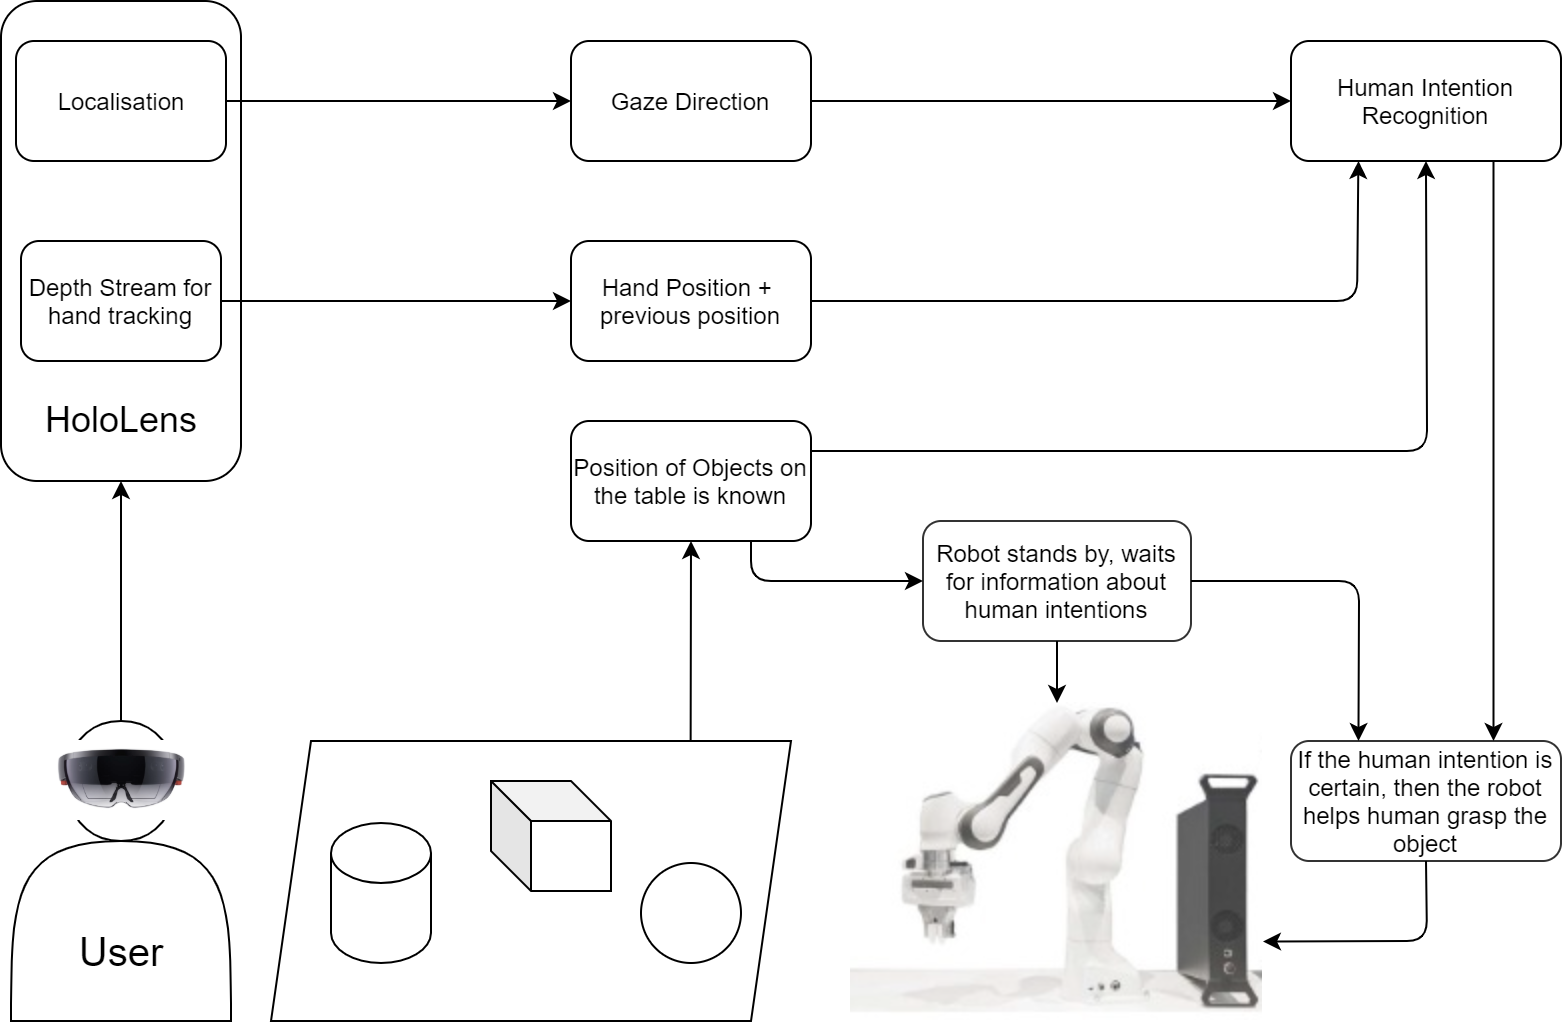 Localisation
Gaze Direction
Human Intention
Recognition
Depth Stream for
hand tracking
Hand Position +
previous position
HoloLens
Position of Objects on
the table is known
Robot stands by, waits
for information about
human intentions
If the human intention is
certain, then the robot
helps human grasp the
object
User